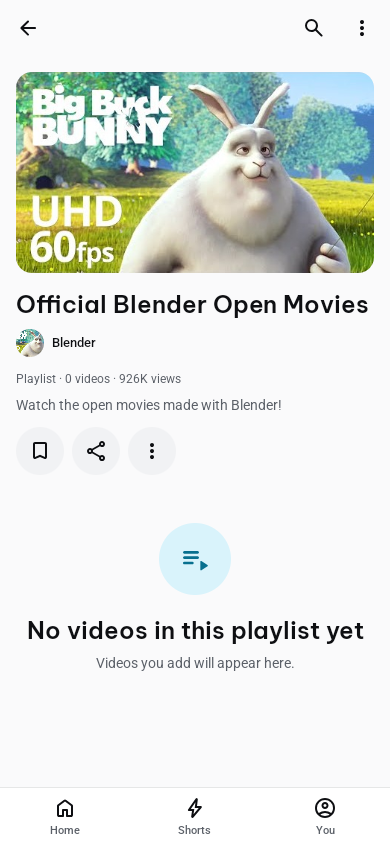 Big Buck
BUNNY
UHD
60fps
Official Blender Open Movies
Blender
Playlist · 0 videos · 926K views
Watch the open movies made with Blender!
No videos in this playlist yet
Videos you add will appear here.
Home
Shorts
You